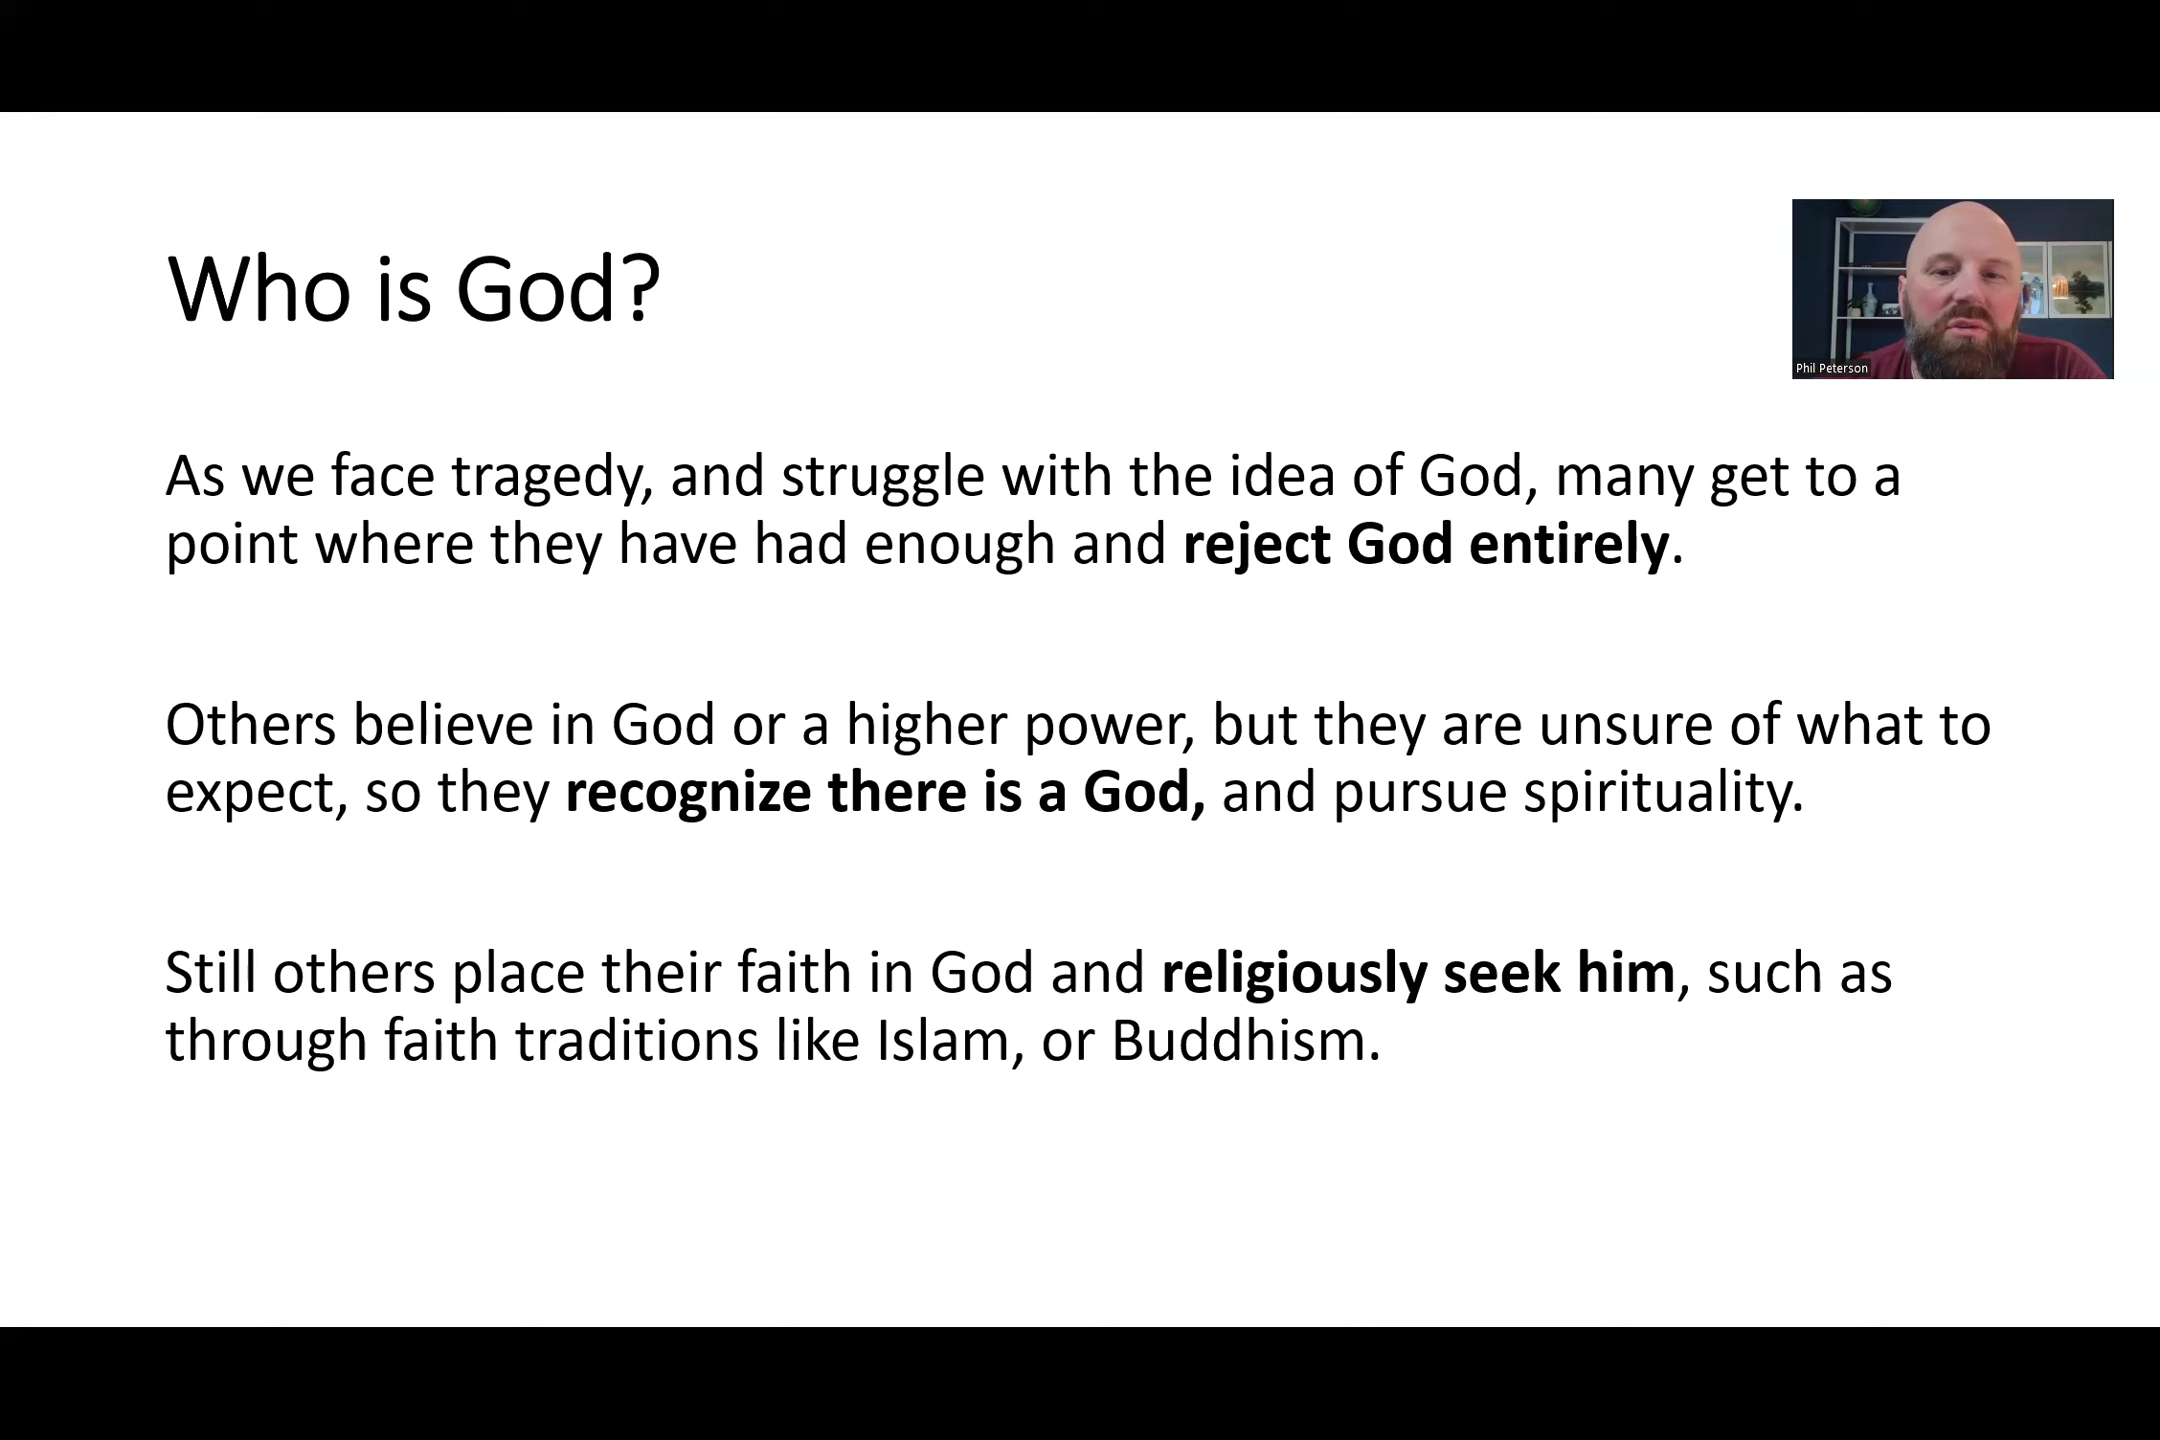 Who is God?
Phil Peterson
As we face tragedy, and struggle with the idea of God, many get to a
point where they have had enough and reject God entirely.
Others believe in God or a higher power, but they are unsure of what to
expect, so they recognize there is a God, and pursue spirituality.
Still others place their faith in God and religiously seek him, such as
through faith traditions like Islam, or Buddhism.